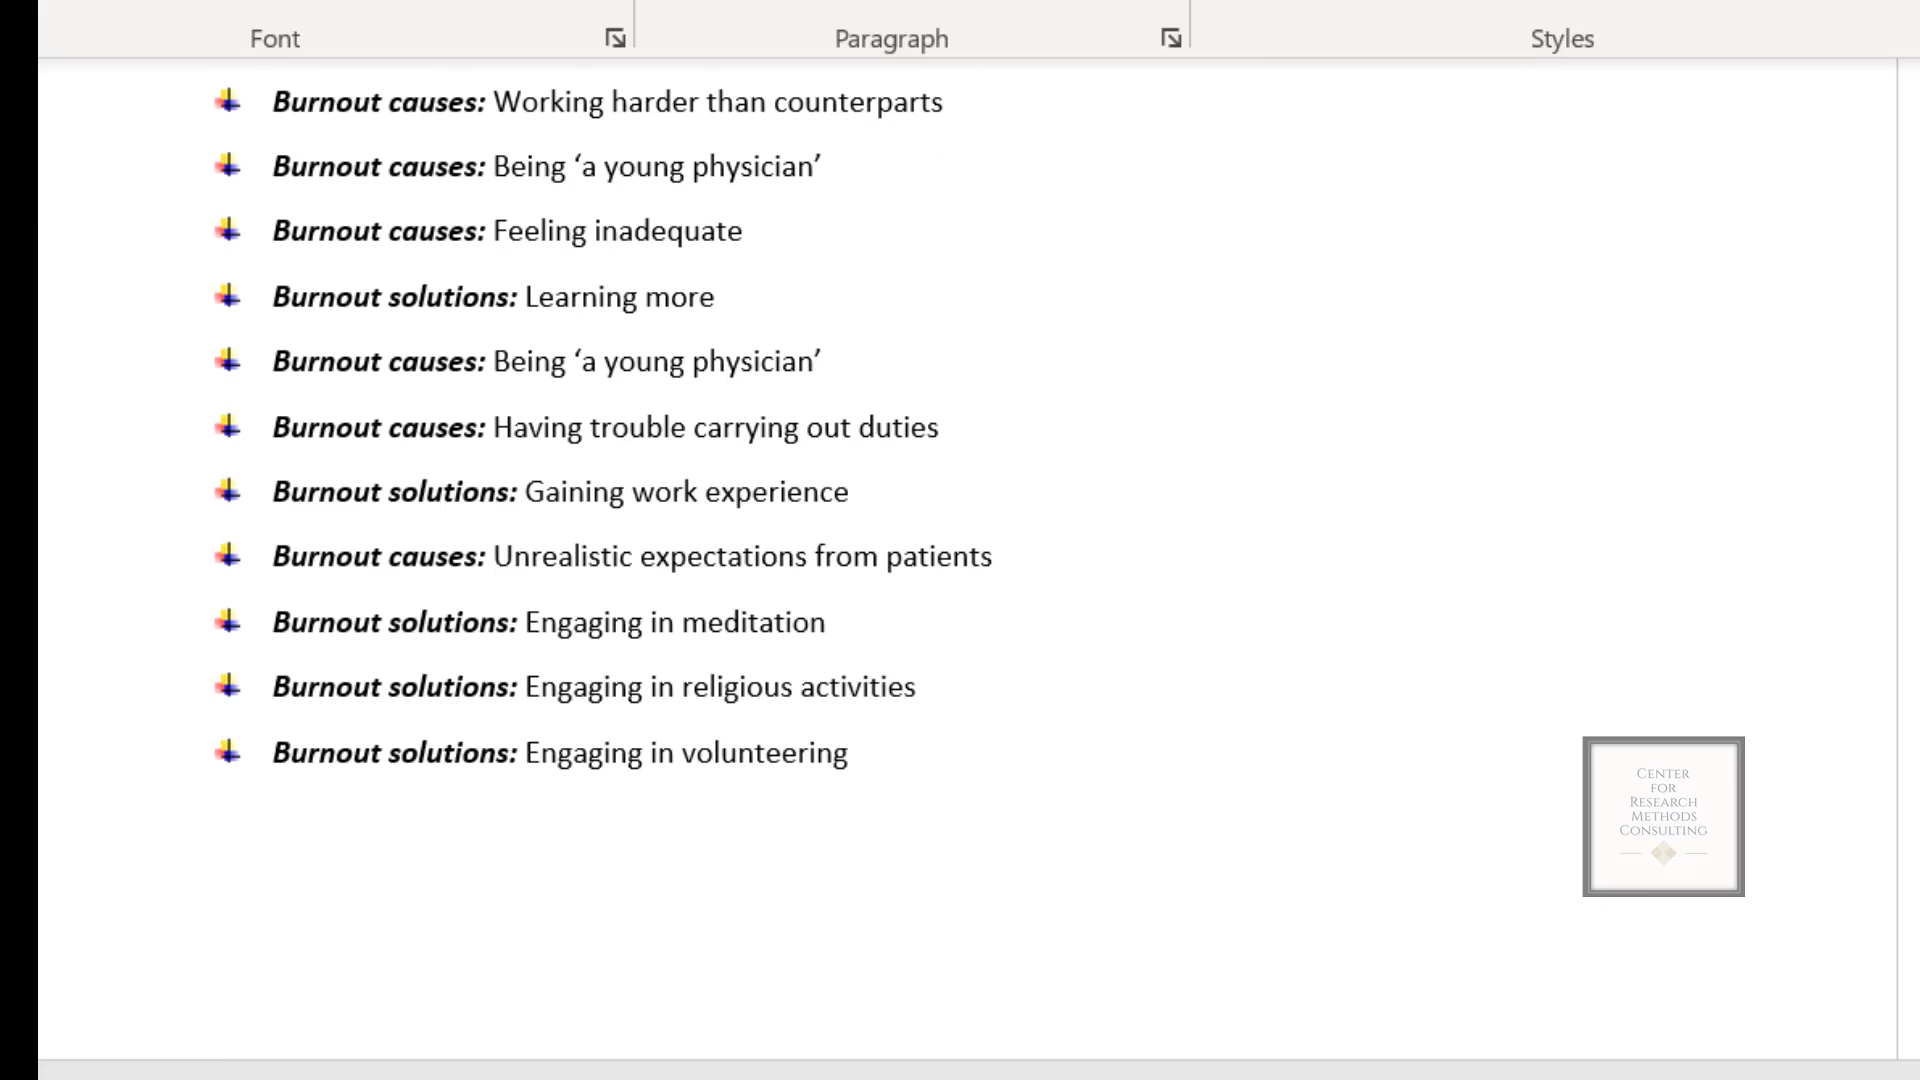 Font
Paragraph
Styles
Burnout causes: Working harder than counterparts
Burnout causes: Being ‘a young physician’
Burnout causes: Feeling inadequate
Burnout solutions: Learning more
Burnout causes: Being ‘a young physician’
Burnout causes: Having trouble carrying out duties
Burnout solutions: Gaining work experience
Burnout causes: Unrealistic expectations from patients
Burnout solutions: Engaging in meditation
Burnout solutions: Engaging in religious activities
Burnout solutions: Engaging in volunteering
CENTER
FOR
RESEARCH
METHODS
CONSULTING